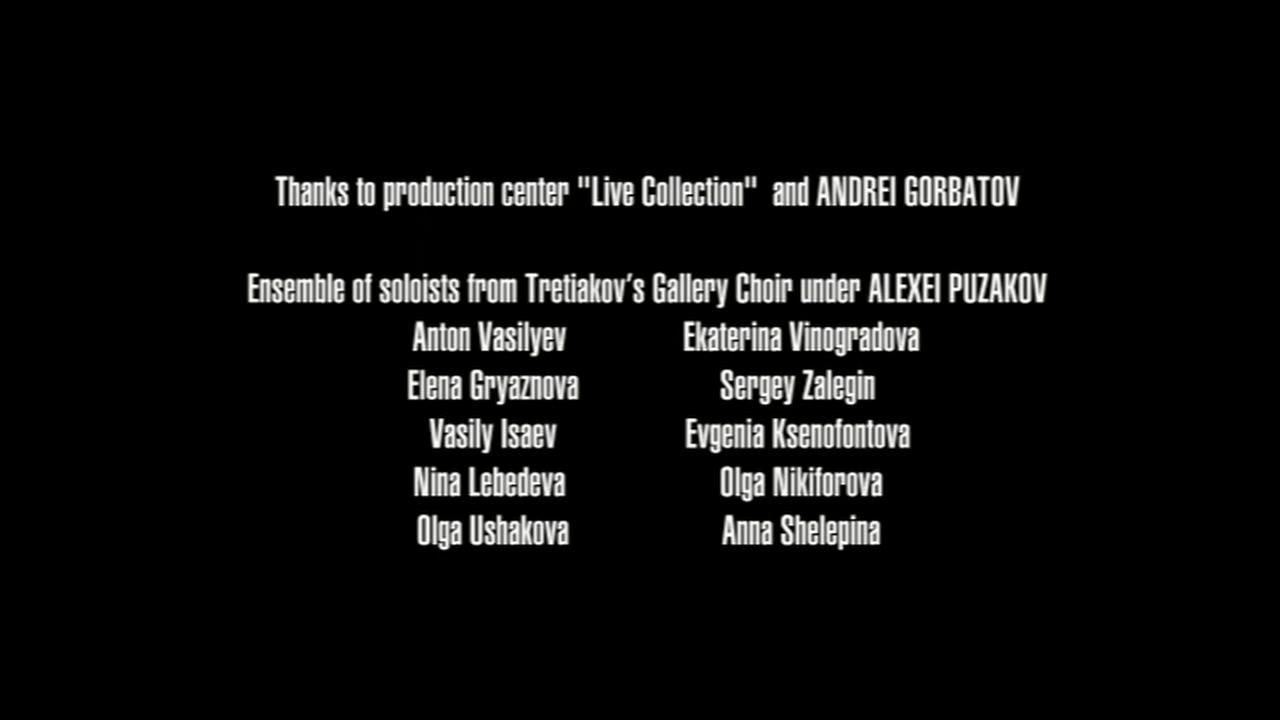 Thanks to production center "Live Collection" and ANDREI GORBATOV
Ensemble of soloists from Tretiakov's Gallery Choir under ALEXEI PUZAKOV
Anton Vasilyev Ekaterina Vinogradova
Elena Gryaznova Sergey Zalegin
Vasily Isaev Evgenia Ksenofontova
Nina Lebedeva Olga Nikiforova
Olga Ushakova Anna Shelepina